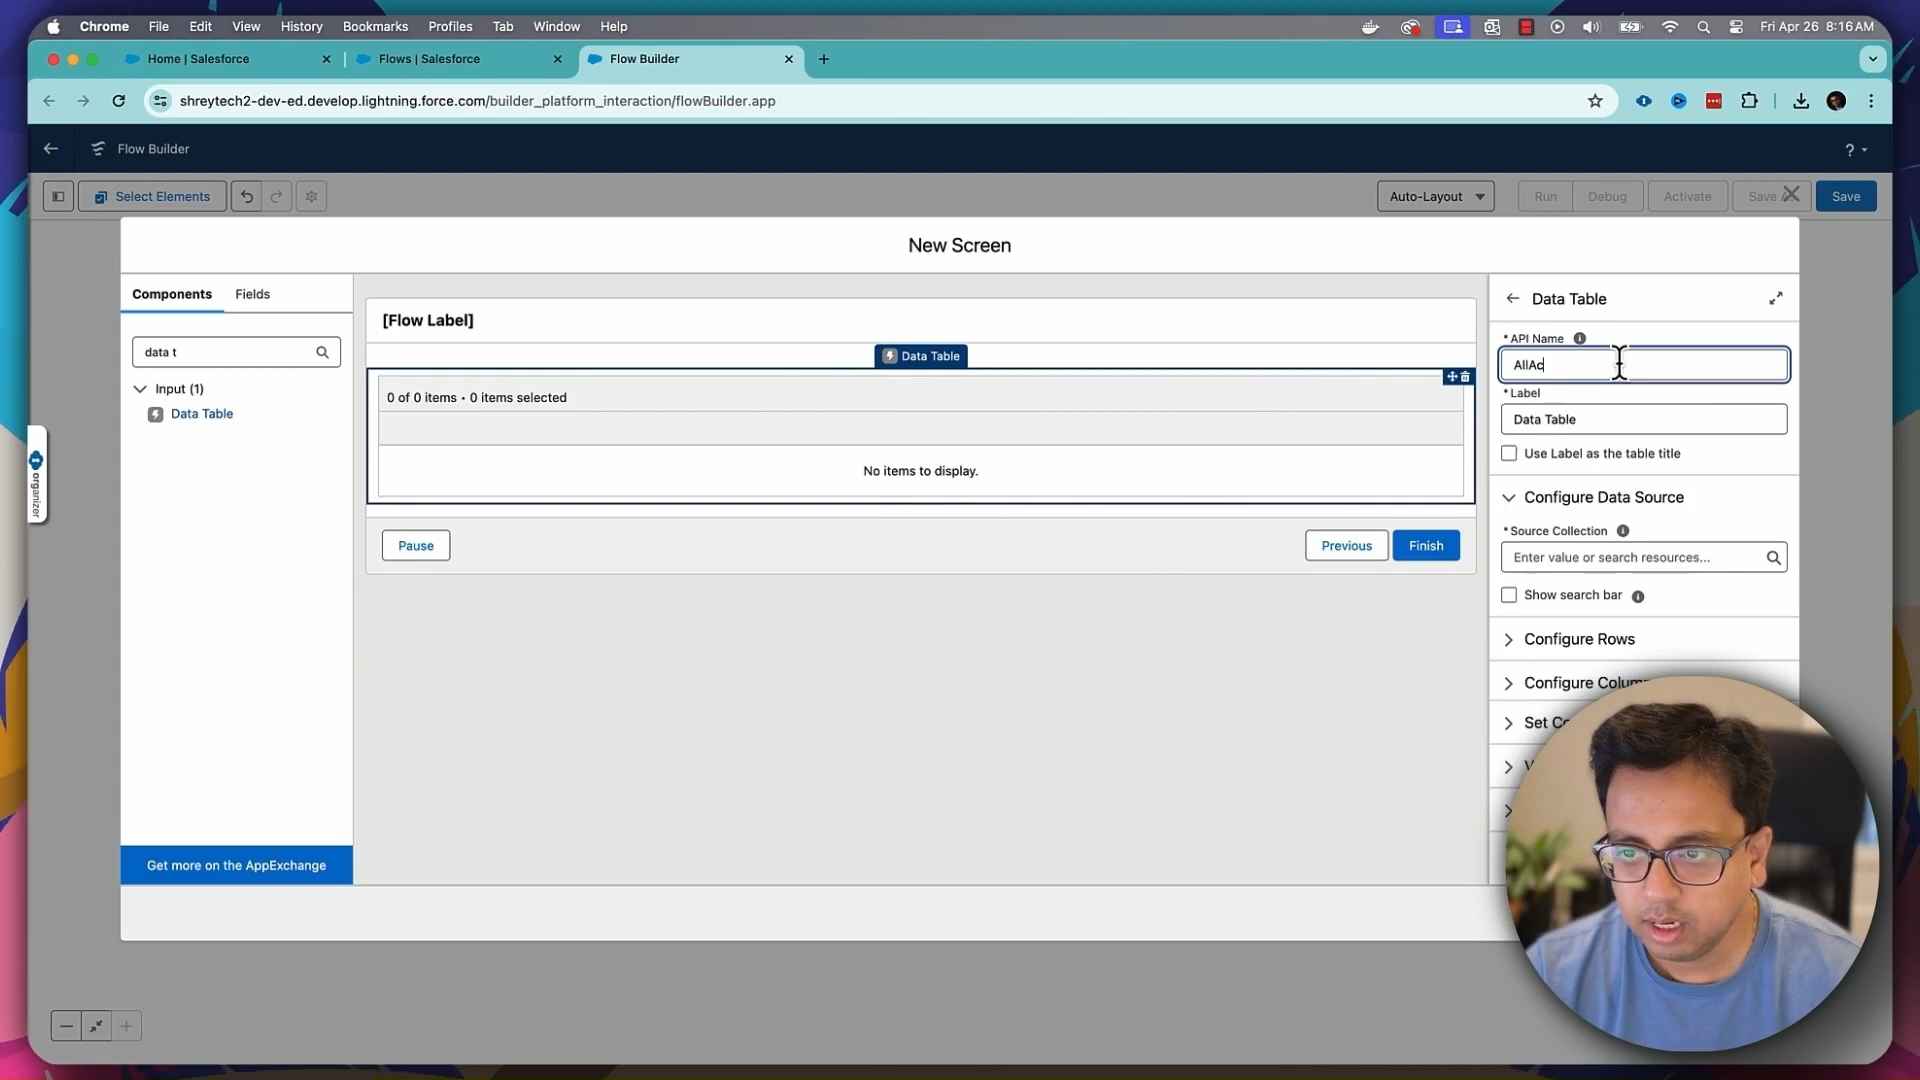 Chrome File Edit View History Bookmarks Profiles Tab Window Help Fri Apr 26 8:16 AM
Home | Salesforce Flows | Salesforce Flow Builder
shreytech2-dev-ed.develop.lightning.force.com/builder_platform_interaction/flowBuilder.app
Flow Builder ?
Select Elements Auto-Layout Run Debug Activate Save Save
New Screen
Components Fields
data t
Input (1)
Data Table
Get more on the AppExchange
organizer
[Flow Label]
Data Table
0 of 0 items • 0 items selected
No items to display.
Pause Previous Finish
Data Table
* API Name
AllAc
* Label
Data Table
Use Label as the table title
Configure Data Source
* Source Collection
Enter value or search resources...
Show search bar
Configure Rows
Configure
Set